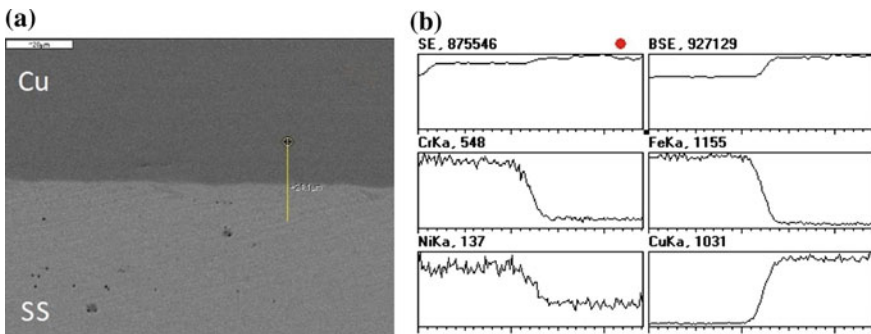 (a)
Cu
SS
(b)
SE, 875546
BSE, 927129
CrKa, 548
FeKa, 1155
NiKa, 137
CuKa, 1031